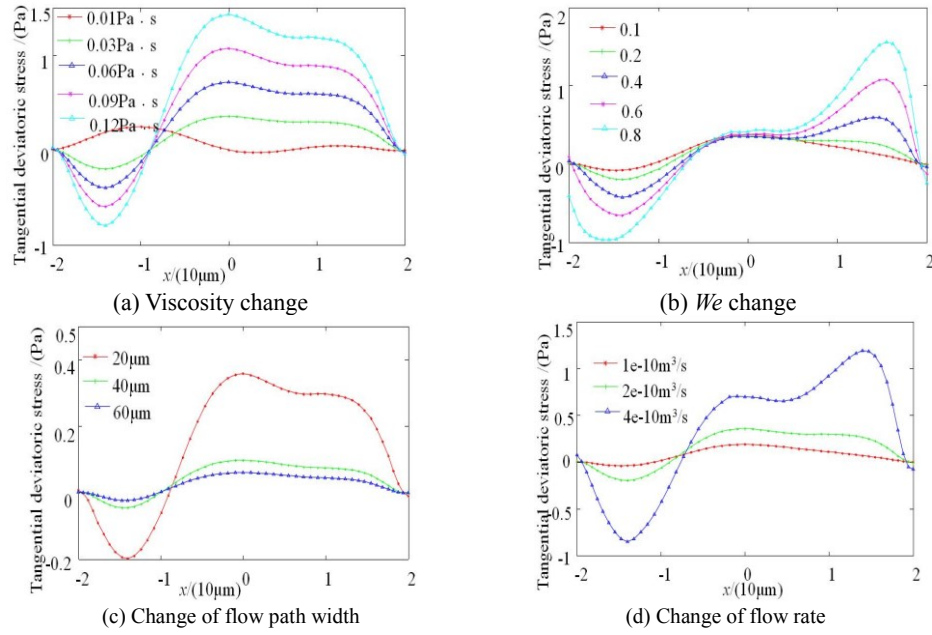 Tangential deviatoric stress /(Pa)
1.5
1
0
-1
0.01Pa · s
0.03Pa · s
0.06Pa · s
0.09Pa · s
0.12Pa · s
-2 -1 0 1 2
x/(10μm)
(a) Viscosity change
Tangential deviatoric stress /(Pa)
2
1
0
-1
0.1
0.2
0.4
0.6
0.8
-2 -1 0 1 2
x/(10μm)
(b) We change
Tangential deviatoric stress /(Pa)
0.5
0.4
0.2
0
-0.2
20μm
40μm
60μm
-2 -1 0 1 2
x/(10μm)
(c) Change of flow path width
Tangential deviatoric stress /(Pa)
1.5
1
0.5
0
-0.5
-1
1e-10m³/s
2e-10m³/s
4e-10m³/s
-2 -1 0 1 2
x/(10μm)
(d) Change of flow rate